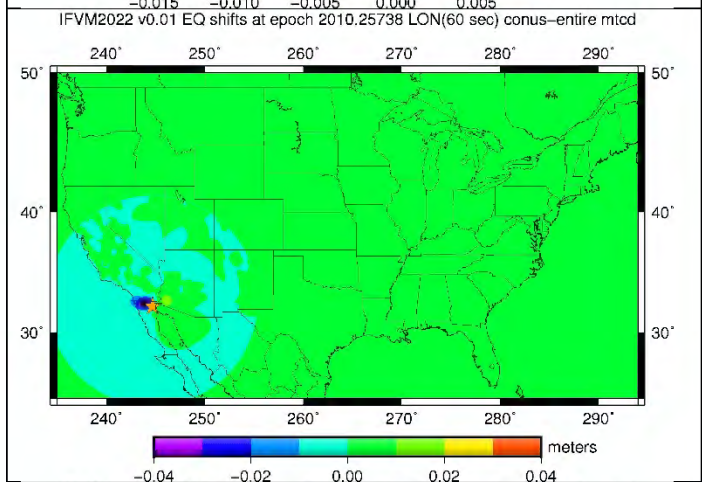 −0.015 −0.010 −0.005 0.000 0.005
IFVM2022 v0.01 EQ shifts at epoch 2010.25738 LON(60 sec) conus−entire mtcd
240˚ 250˚ 260˚ 270˚ 280˚ 290˚
50˚ 50˚
40˚ 40˚
30˚ 30˚
240˚ 250˚ 260˚ 270˚ 280˚ 290˚
meters
−0.04 −0.02 0.00 0.02 0.04